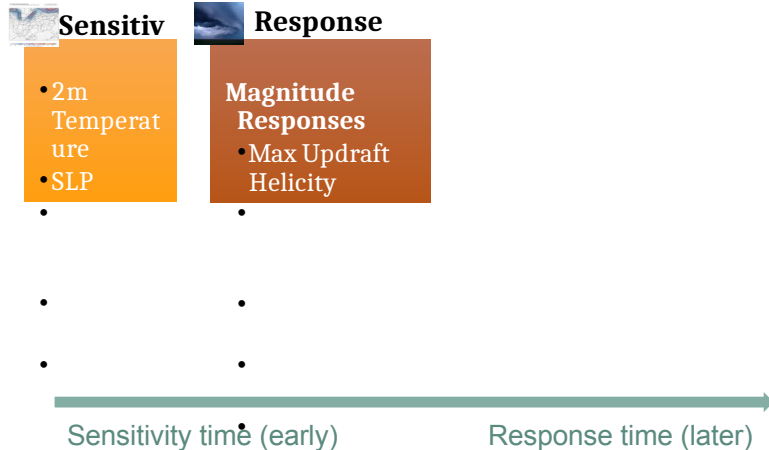 Sensitiv
Response
•2m
Temperat
ure
•SLP
•
•
•
Magnitude
Responses
•Max Updraft
Helicity
•
•
•
•
Sensitivity time (early)
Response time (later)